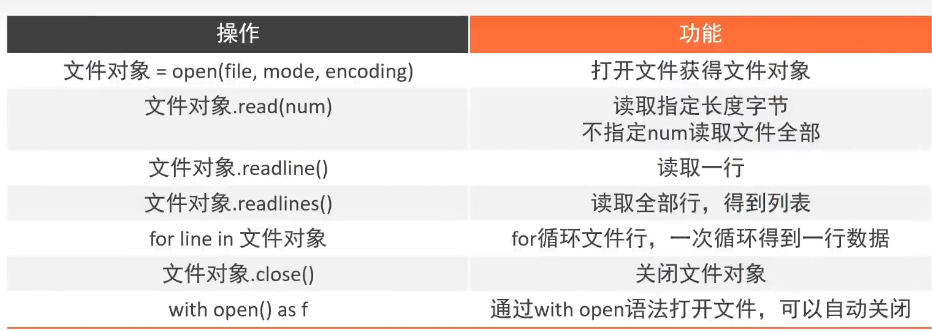 操作 功能
文件对象 = open(file, mode, encoding) 打开文件获得文件对象
文件对象.read(num) 读取指定长度字节
不指定num读取文件全部
文件对象.readline() 读取一行
文件对象.readlines() 读取全部行，得到列表
for line in 文件对象 for循环文件行，一次循环得到一行数据
文件对象.close() 关闭文件对象
with open() as f 通过with open语法打开文件，可以自动关闭